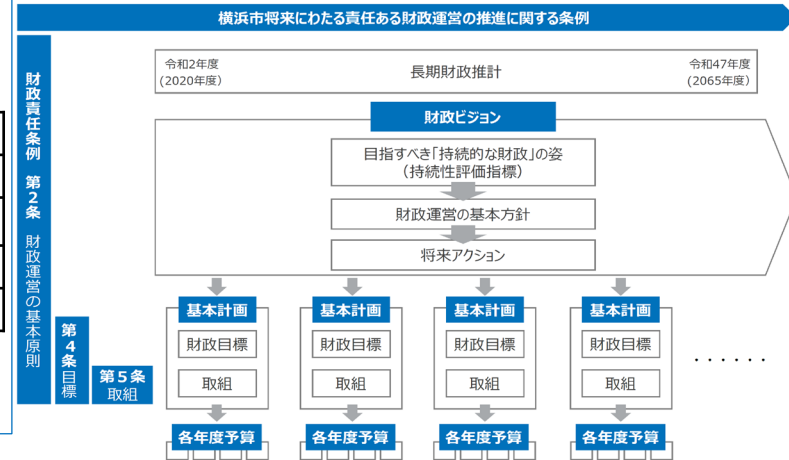 横浜市将来にわたる責任ある財政運営の推進に関する条例
令和2年度
(2020年度)
長期財政推計
令和47年度
(2065年度)
財政ビジョン
目指すべき「持続的な財政」の姿
(持続性評価指標)
財政運営の基本方針
将来アクション
財政責任条例 第2条 財政運営の基本原則
第4条 目標
第5条
取組
基本計画
基本計画
基本計画
基本計画
財政目標
財政目標
財政目標
財政目標
取組
取組
取組
取組
・・・・・・
各年度予算
各年度予算
各年度予算
各年度予算